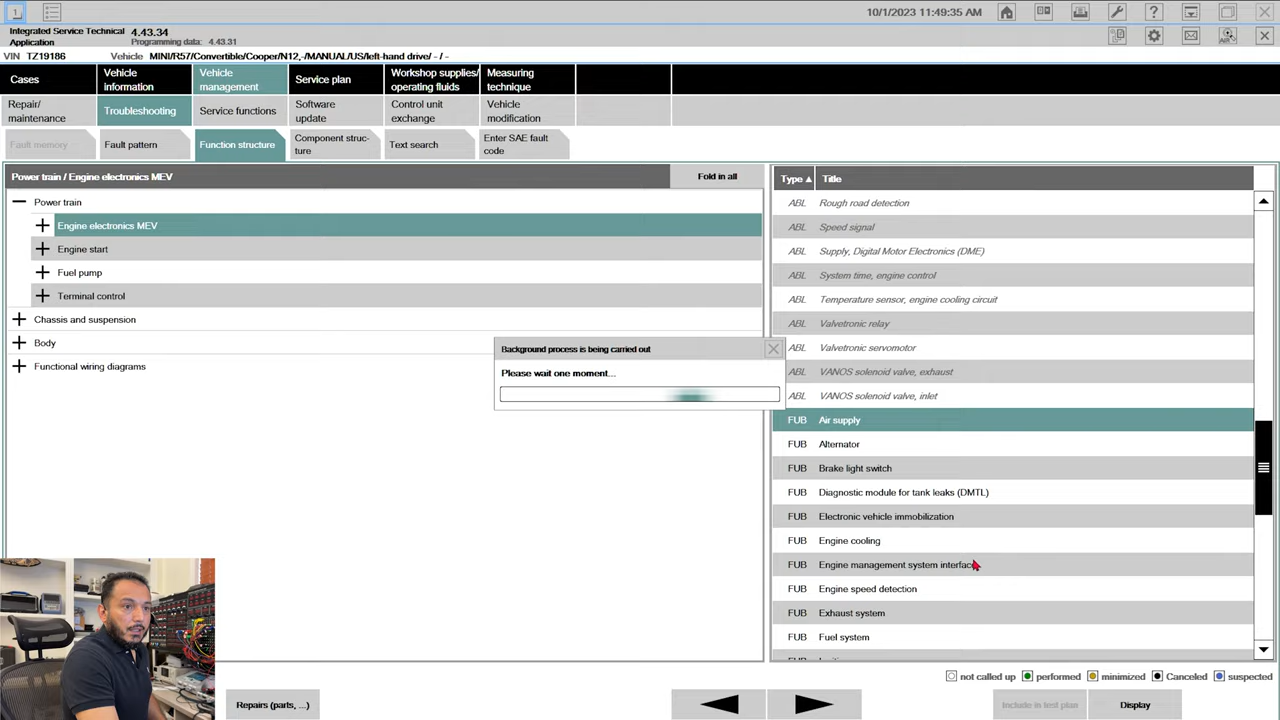 1
10/1/2023 11:49:35 AM
Integrated Service Technical
Application
4.43.34
Programming data: 4.43.31
VIN TZ19186 Vehicle MINI/R57/Convertible/Cooper/N12,-/MANUAL/US/left-hand drive/ - / -
Cases
Vehicle
information
Vehicle
management
Service plan
Workshop supplies/
operating fluids
Measuring
technique
Repair/
maintenance
Troubleshooting
Service functions
Software
update
Control unit
exchange
Vehicle
modification
Fault memory
Fault pattern
Function structure
Component struc-
ture
Text search
Enter SAE fault
code
Power train / Engine electronics MEV
Fold in all
Power train
Engine electronics MEV
Engine start
Fuel pump
Terminal control
Chassis and suspension
Body
Functional wiring diagrams
Background process is being carried out
Please wait one moment...
Type Title
ABL Rough road detection
ABL Speed signal
ABL Supply, Digital Motor Electronics (DME)
ABL System time, engine control
ABL Temperature sensor, engine cooling circuit
ABL Valvetronic relay
ABL Valvetronic servomotor
ABL VANOS solenoid valve, exhaust
ABL VANOS solenoid valve, inlet
FUB Air supply
FUB Alternator
FUB Brake light switch
FUB Diagnostic module for tank leaks (DMTL)
FUB Electronic vehicle immobilization
FUB Engine cooling
FUB Engine management system interface
FUB Engine speed detection
FUB Exhaust system
FUB Fuel system
not called up performed minimized Canceled suspected
Repairs (parts, ...)
Include in test plan
Display